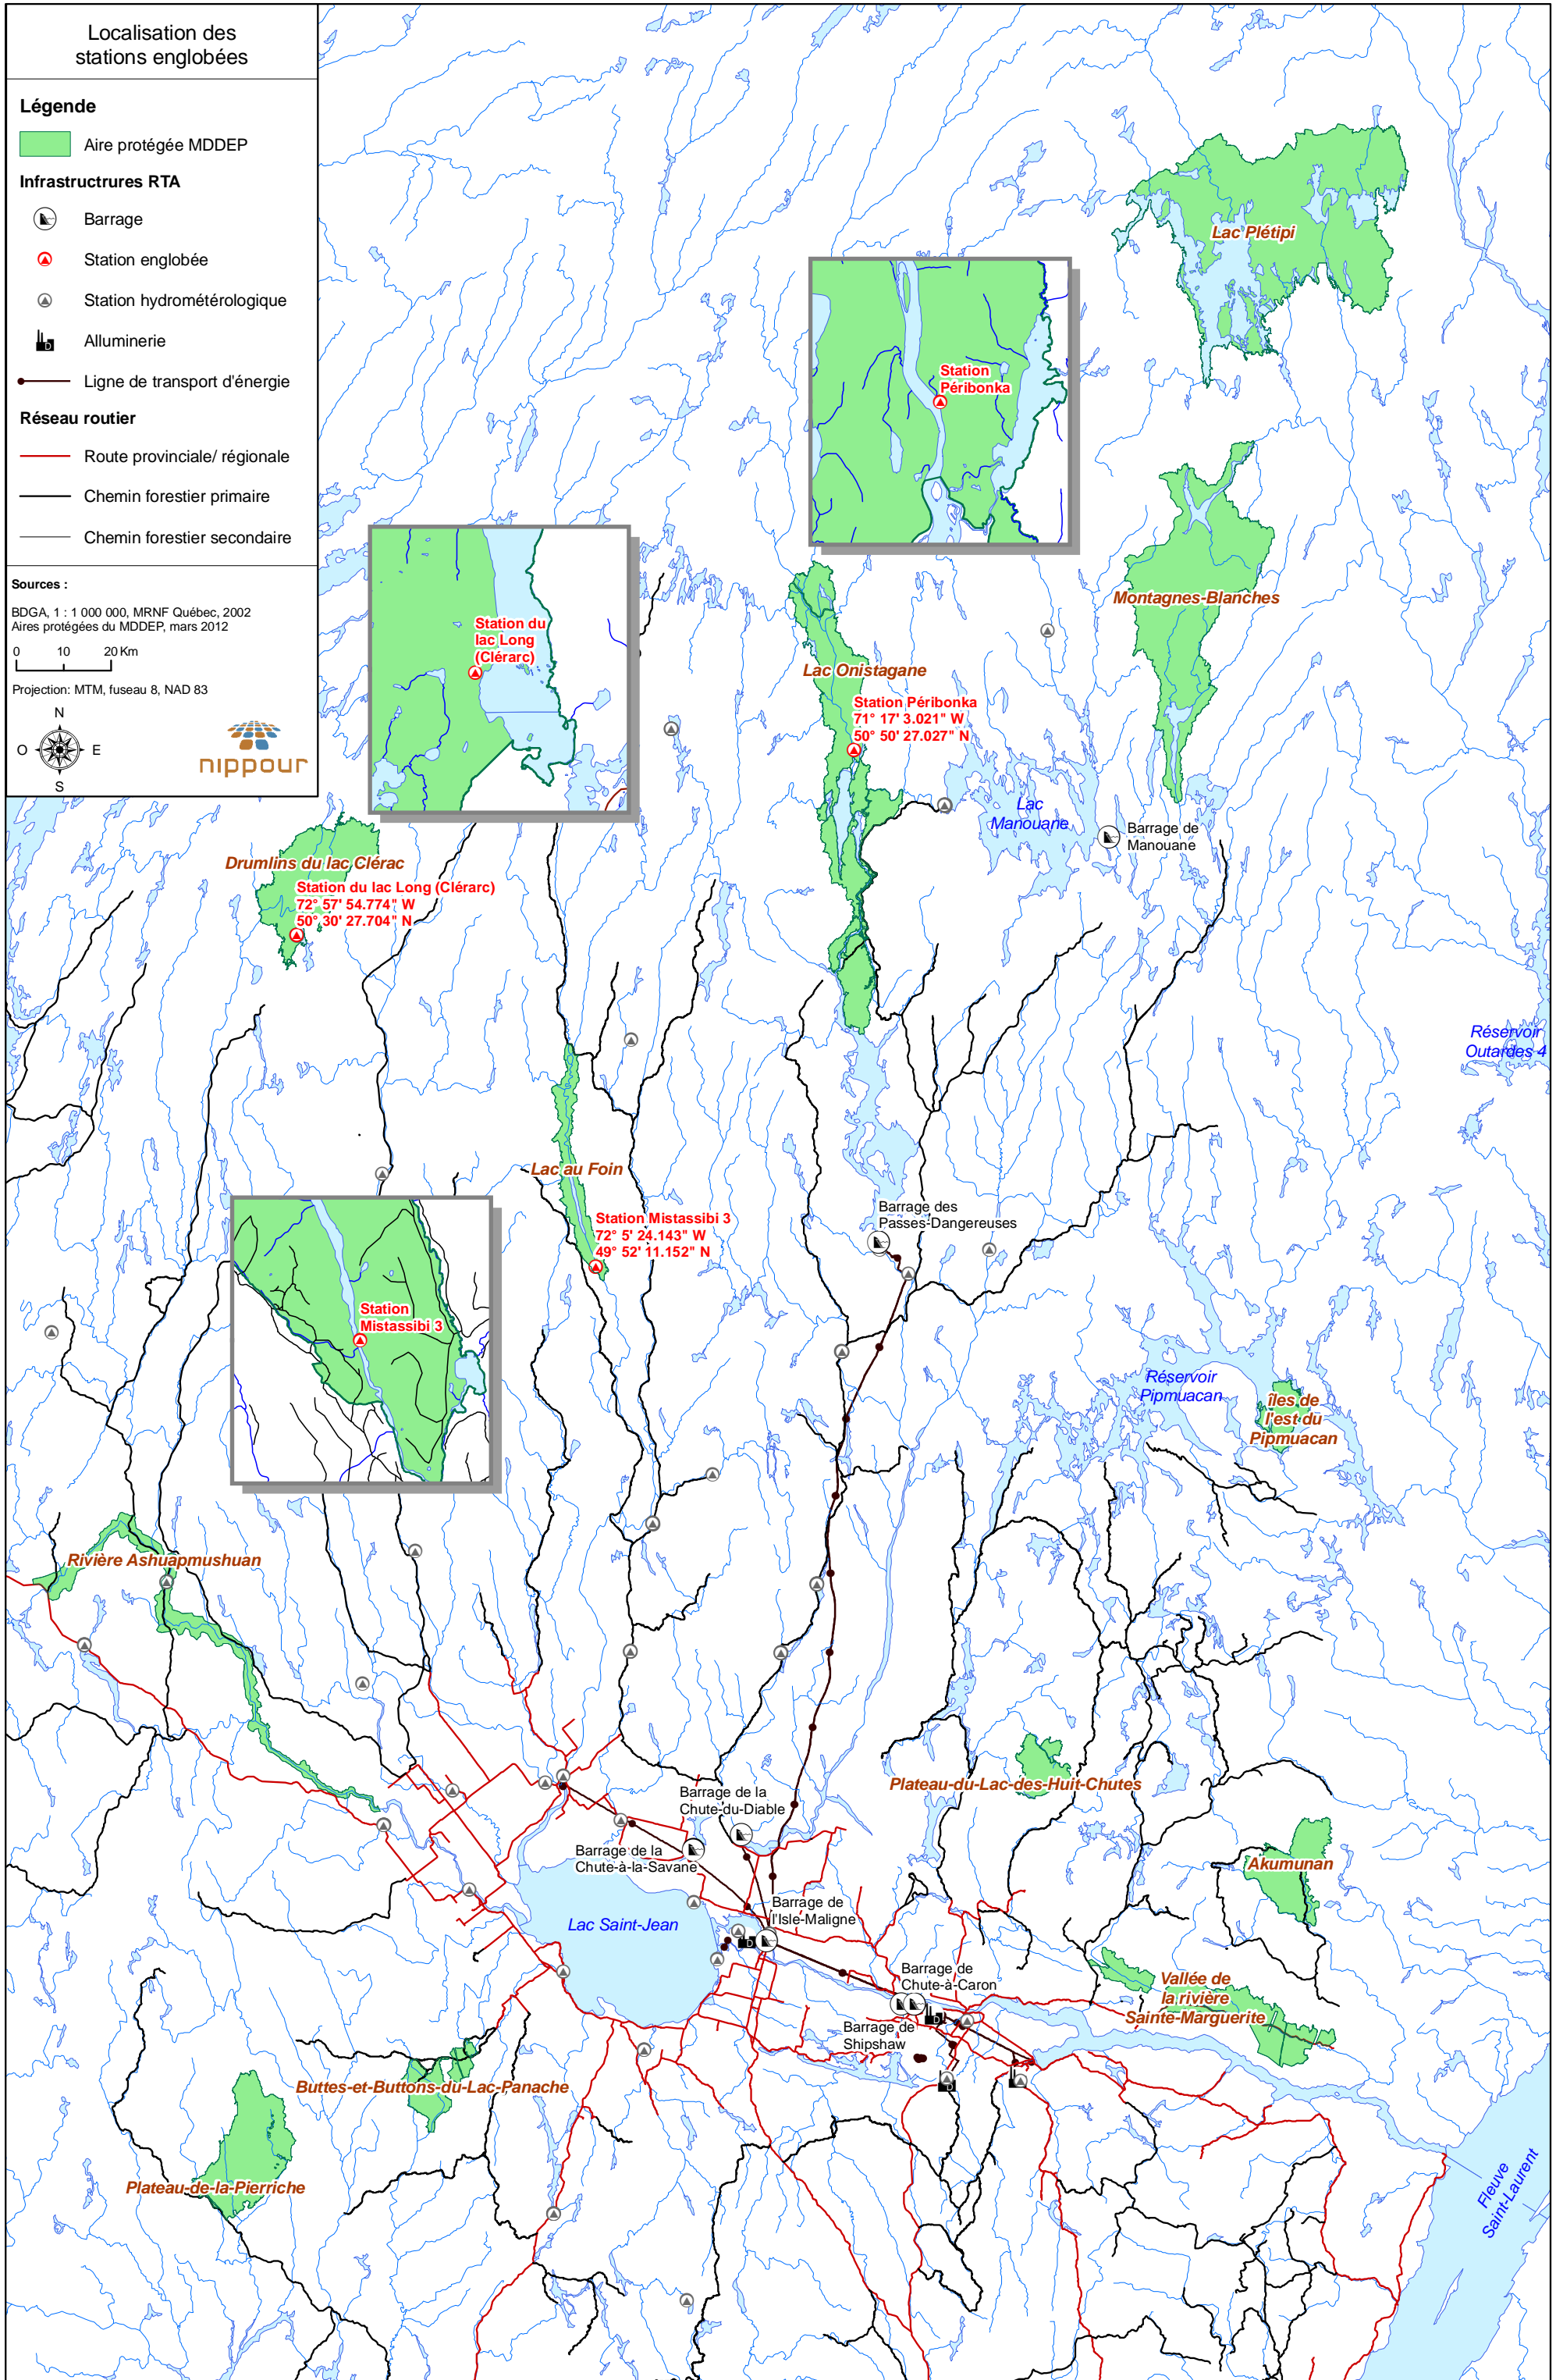 Localisation des
stations englobées
Légende
Aire protégée MDDEP
Infrastructrures RTA
Barrage
Station englobée
Station hydrométérologique
Alluminerie
Ligne de transport d'énergie
Réseau routier
Route provinciale/ régionale
Chemin forestier primaire
Chemin forestier secondaire
Sources :
BDGA, 1 : 1 000 000, MRNF Québec, 2002
Aires protégées du MDDEP, mars 2012
0 10 20 Km
Projection: MTM, fuseau 8, NAD 83
N
O E
S
nippour
Lac Plétipi
Station
Péribonka
Montagnes-Blanches
Station du
lac Long
(Clérarc)
Lac Onistagane
Station Péribonka
71° 17' 3.021" W
50° 50' 27.027" N
Lac
Manouane
Barrage de
Manouane
Drumlins du lac Clérac
Station du lac Long (Clérarc)
72° 57' 54.774" W
50° 30' 27.704" N
Réservoir
Outardes 4
Lac au Foin
Station Mistassibi 3
72° 5' 24.143" W
49° 52' 11.152" N
Barrage des
Passes-Dangereuses
Station
Mistassibi 3
Réservoir
Pipmuacan
îles de
l'est du
Pipmuacan
Rivière Ashuapmushuan
Plateau-du-Lac-des-Huit-Chutes
Barrage de la
Chute-du-Diable
Barrage de la
Chute-à-la-Savane
Akumunan
Barrage de
l'Isle-Maligne
Lac Saint-Jean
Barrage de
Chute-à-Caron
Vallée de
la rivière
Sainte-Marguerite
Barrage de
Shipshaw
Buttes-et-Buttons-du-Lac-Panache
Plateau-de-la-Pierriche
Fleuve
Saint-Laurent